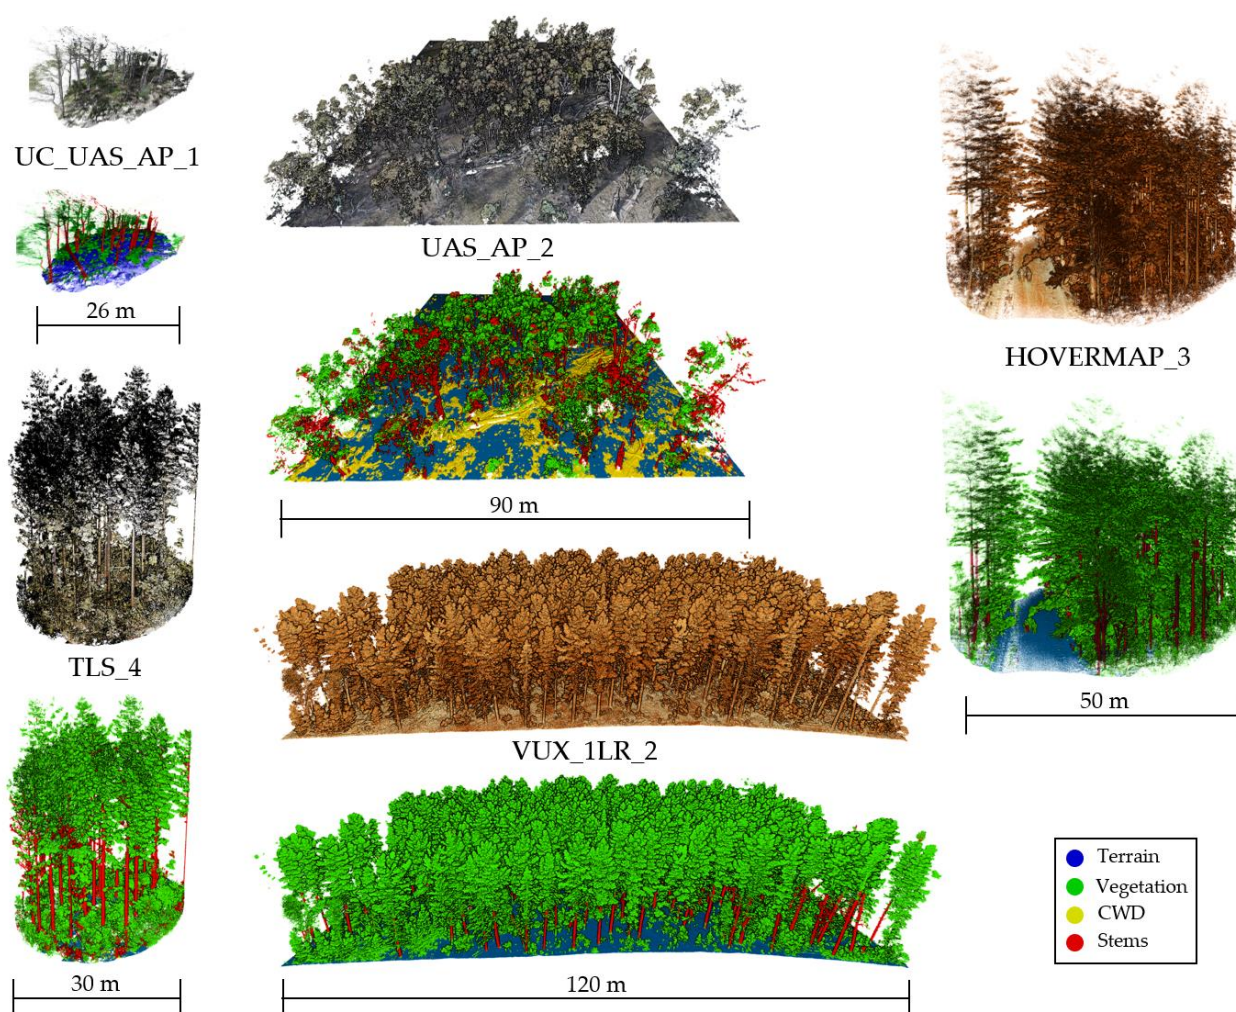 UC_UAS_AP_1
26 m
TLS_4
30 m
UAS_AP_2
90 m
VUX_1LR_2
120 m
HOVERMAP_3
50 m
Terrain
Vegetation
CWD
Stems